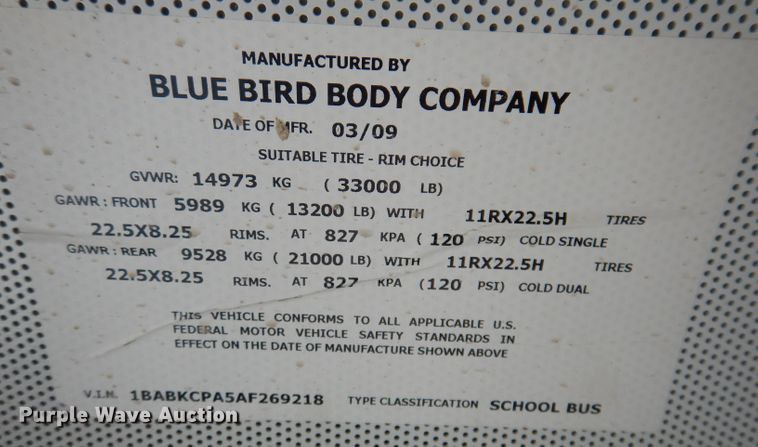 MANUFACTURED BY
BLUE BIRD BODY COMPANY
DATE OF MFR. 03/09
SUITABLE TIRE - RIM CHOICE
GVWR: 14973 KG ( 33000 LB)
GAWR : FRONT 5989 KG ( 13200 LB) WITH 11RX22.5H TIRES
22.5X8.25 RIMS. AT 827 KPA ( 120 PSI) COLD SINGLE
GAWR : REAR 9528 KG ( 21000 LB) WITH 11RX22.5H TIRES
22.5X8.25 RIMS. AT 827 KPA (120 PSI) COLD DUAL
THIS VEHICLE CONFORMS TO ALL APPLICABLE U.S.
FEDERAL MOTOR VEHICLE SAFETY STANDARDS IN
EFFECT ON THE DATE OF MANUFACTURE SHOWN ABOVE
V.I.N. 1BABKCPA5AF269218 TYPE CLASSIFICATION SCHOOL BUS
Purple Wave Auction